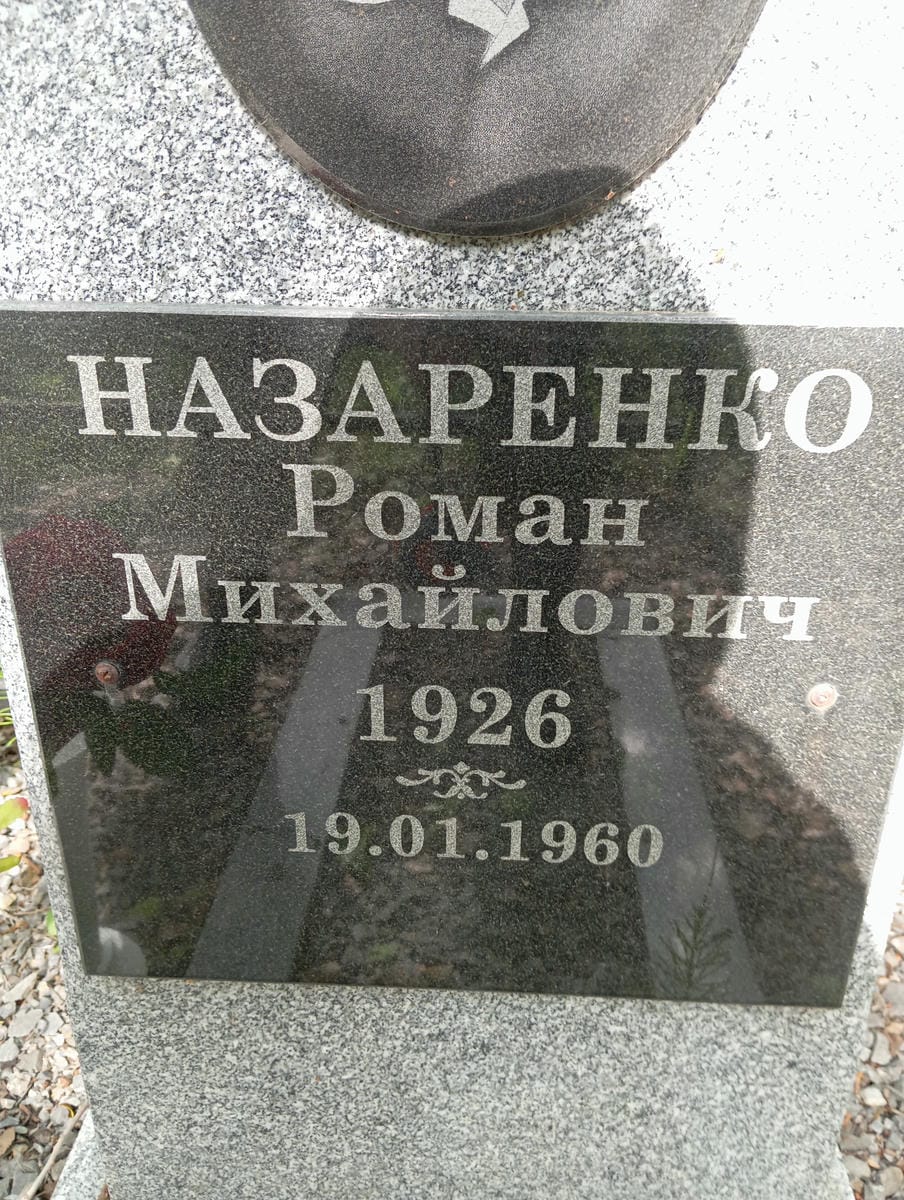 НАЗАРЕНКО
Роман
Михайлович
1926
19.01.1960